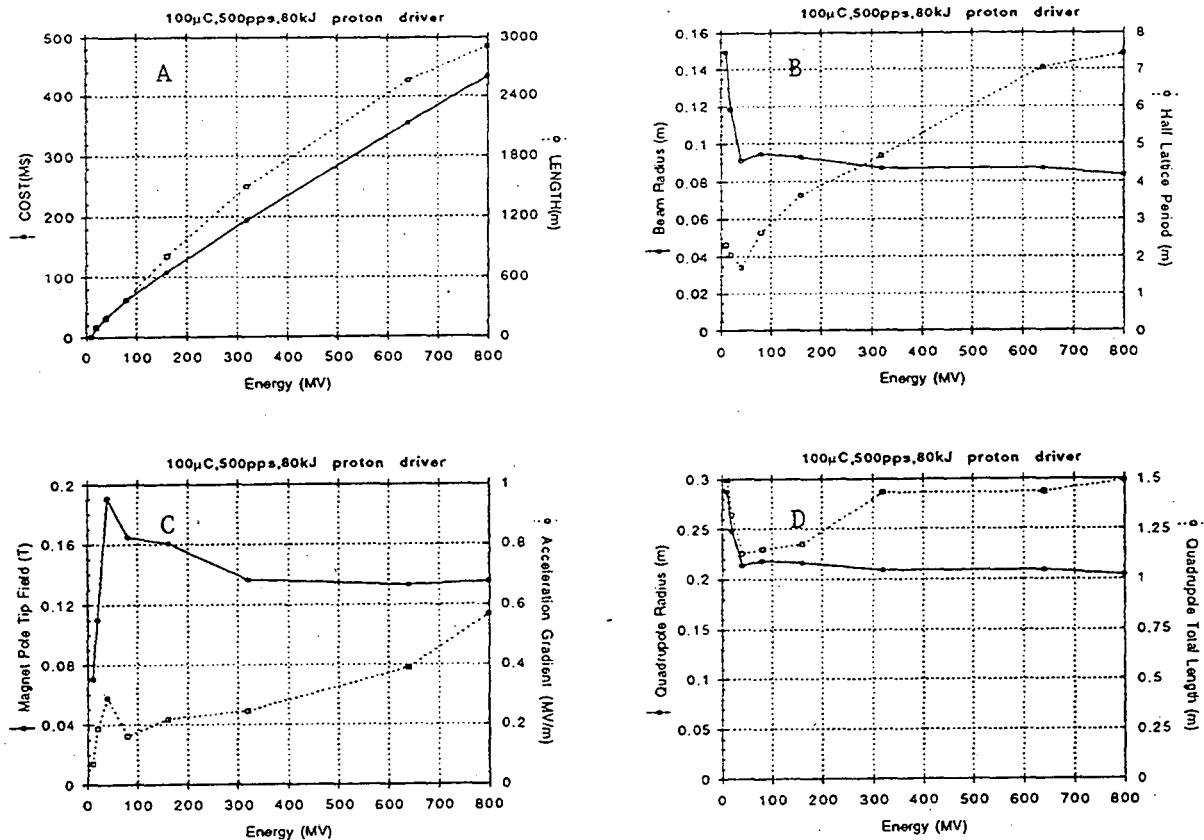 100μC,500pps,80kJ proton driver
A
COST(M$)
500
400
300
200
100
0
LENGTH(m)
3000
2400
1800
1200
600
0
0 100 200 300 400 500 600 700 800
Energy (MV)
100μC,500pps,80kJ proton driver
B
Beam Radius (m)
0.16
0.14
0.12
0.1
0.08
0.06
0.04
0.02
0
Half Lattice Period (m)
8
7
6
5
4
3
2
1
0
0 100 200 300 400 500 600 700 800
Energy (MV)
100μC,500pps,80kJ proton driver
C
Magnet Pole Tip Field (T)
0.2
0.16
0.12
0.08
0.04
0
Acceleration Gradient (MV/m)
1
0.8
0.6
0.4
0.2
0
0 100 200 300 400 500 600 700 800
Energy (MV)
100μC,500pps,80kJ proton driver
D
Quadrupole Radius (m)
0.3
0.25
0.2
0.15
0.1
0.05
0
Quadrupole Total Length (m)
1.5
1.25
1
0.75
0.5
0.25
0
0 100 200 300 400 500 600 700 800
Energy (MV)